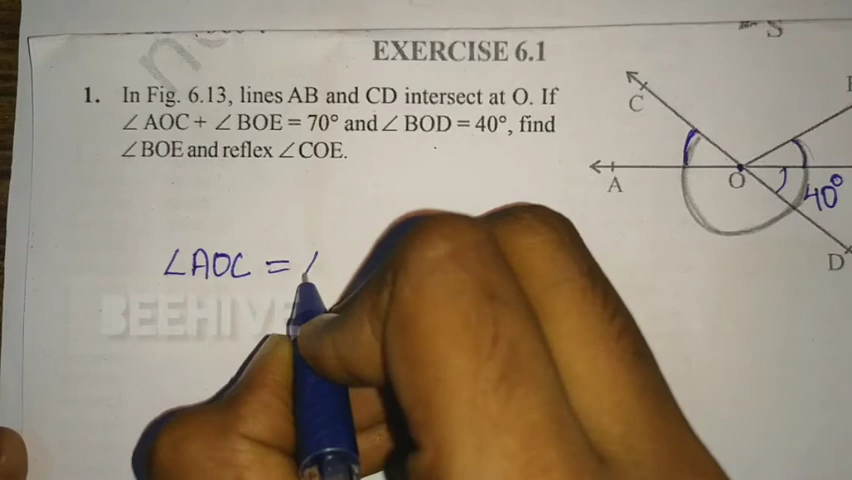 S
EXERCISE 6.1
1. In Fig. 6.13, lines AB and CD intersect at O. If
∠ AOC + ∠ BOE = 70° and ∠ BOD = 40°, find
∠ BOE and reflex ∠ COE.
C
A
O
40°
D
∠AOC =
BEEHIVE